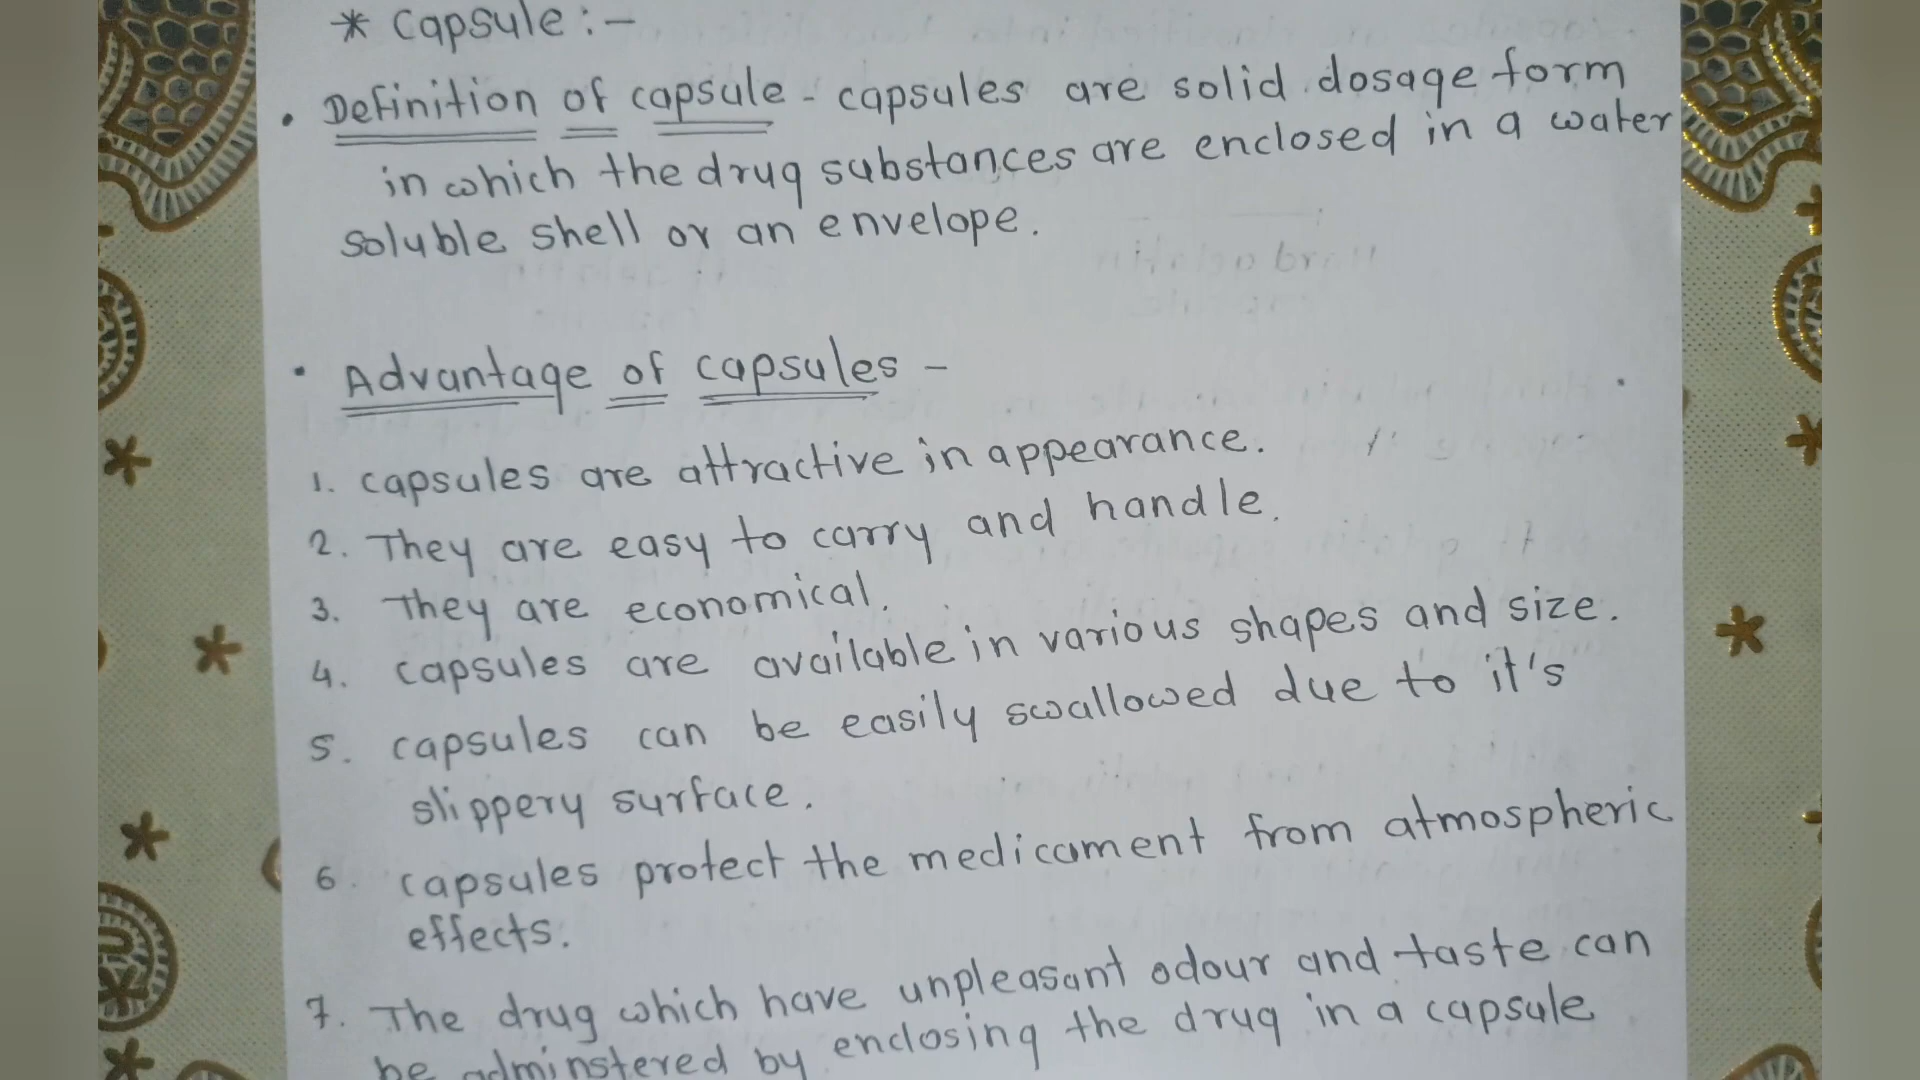 * Capsule :-
• Definition of capsule - capsules are solid dosage form
in which the drug substances are enclosed in a water
soluble shell or an envelope.
• Advantage of capsules -
1. capsules are attractive in appearance.
2. They are easy to carry and handle.
3. They are economical.
4. capsules are available in various shapes and size.
5. capsules can be easily swallowed due to it's
slippery surface.
6. capsules protect the medicament from atmospheric
effects.
7. The drug which have unpleasant odour and taste can
be adminstered by enclosing the drug in a capsule